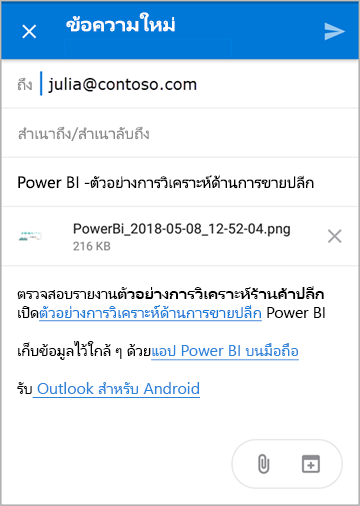 ข้อความใหม่
ถึง julia@contoso.com
สำเนาถึง/สำเนาลับถึง
Power BI -ตัวอย่างการวิเคราะห์ด้านการขายปลีก
PowerBi_2018-05-08_12-52-04.png
216 KB
ตรวจสอบรายงานตัวอย่างการวิเคราะห์ร้านค้าปลีก
เปิดตัวอย่างการวิเคราะห์ด้านการขายปลีก Power BI
เก็บข้อมูลไว้ใกล้ ๆ ด้วยแอป Power BI บนมือถือ
รับ Outlook สำหรับ Android